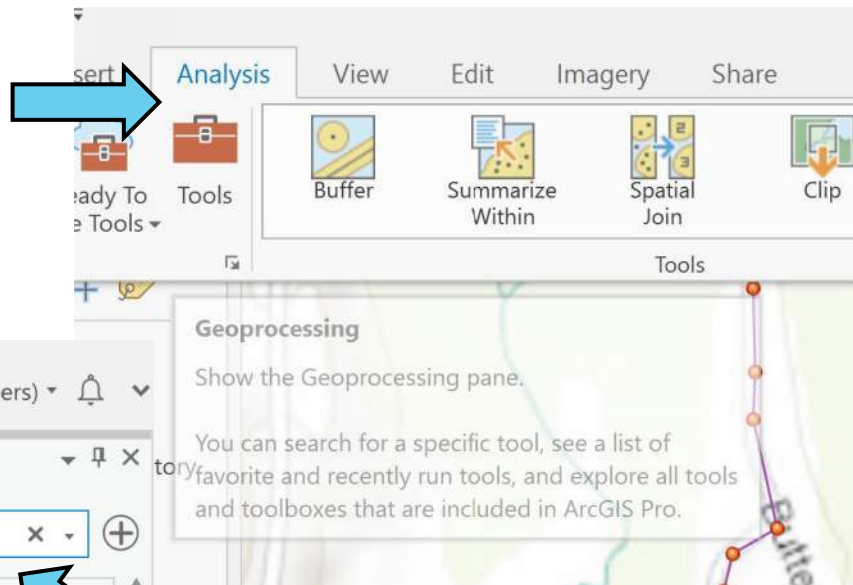 sert Analysis View Edit Imagery Share
eady To
e Tools
Tools
Buffer
Summarize
Within
Spatial
Join
Clip
Tools
Geoprocessing
Show the Geoprocessing pane.
You can search for a specific tool, see a list of
favorite and recently run tools, and explore all tools
and toolboxes that are included in ArcGIS Pro.
ers)
tory
Butte